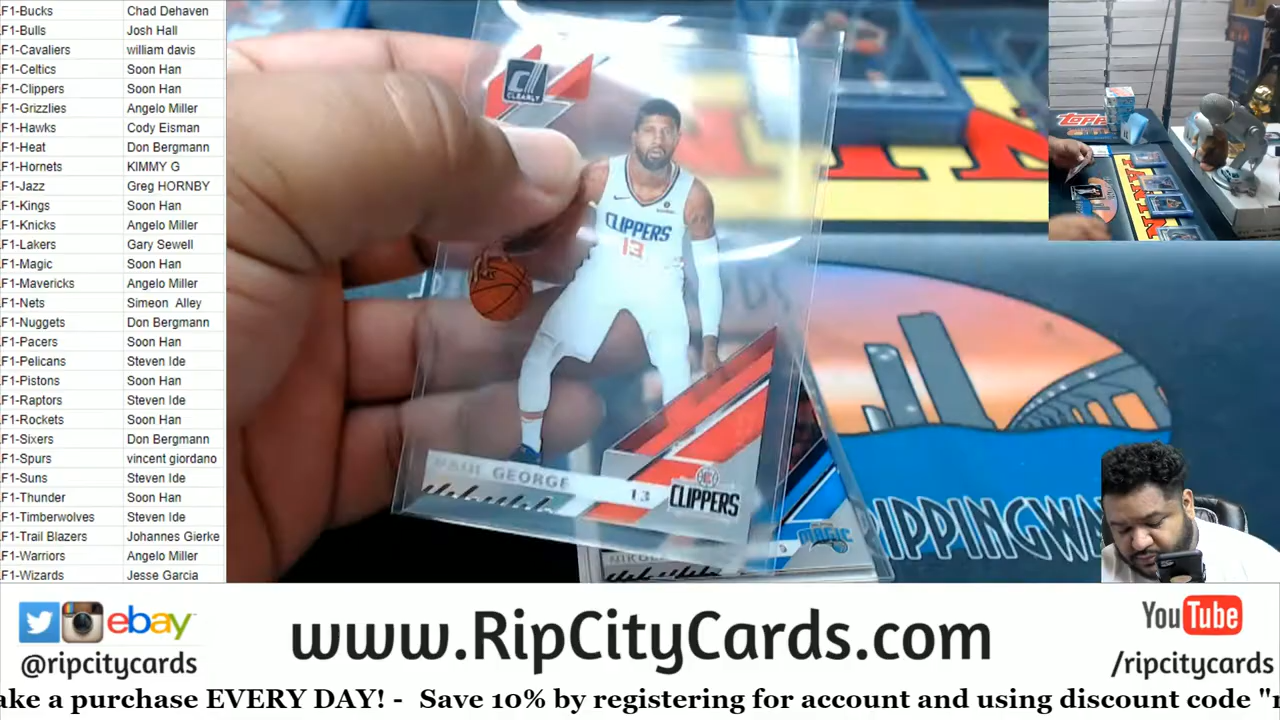 F1-Bucks Chad Dehaven
F1-Bulls Josh Hall
F1-Cavaliers william davis
F1-Celtics Soon Han
F1-Clippers Soon Han
F1-Grizzlies Angelo Miller
F1-Hawks Cody Eisman
F1-Heat Don Bergmann
F1-Hornets KIMMY G
F1-Jazz Greg HORNBY
F1-Kings Soon Han
F1-Knicks Angelo Miller
F1-Lakers Gary Sewell
F1-Magic Soon Han
F1-Mavericks Angelo Miller
F1-Nets Simeon Alley
F1-Nuggets Don Bergmann
F1-Pacers Soon Han
F1-Pelicans Steven Ide
F1-Pistons Soon Han
F1-Raptors Steven Ide
F1-Rockets Soon Han
F1-Sixers Don Bergmann
F1-Spurs vincent giordano
F1-Suns Steven Ide
F1-Thunder Soon Han
F1-Timberwolves Steven Ide
F1-Trail Blazers Johannes Gierke
F1-Warriors Angelo Miller
F1-Wizards Jesse Garcia
CLEARLY
CLIPPERS
13
PAUL GEORGE
13
CLIPPERS
MAGIC
IPPINGWA
TOPPS
ebay
@ripcitycards
www.RipCityCards.com
YouTube
/ripcitycards
ake a purchase EVERY DAY! - Save 10% by registering for account and using discount code "r